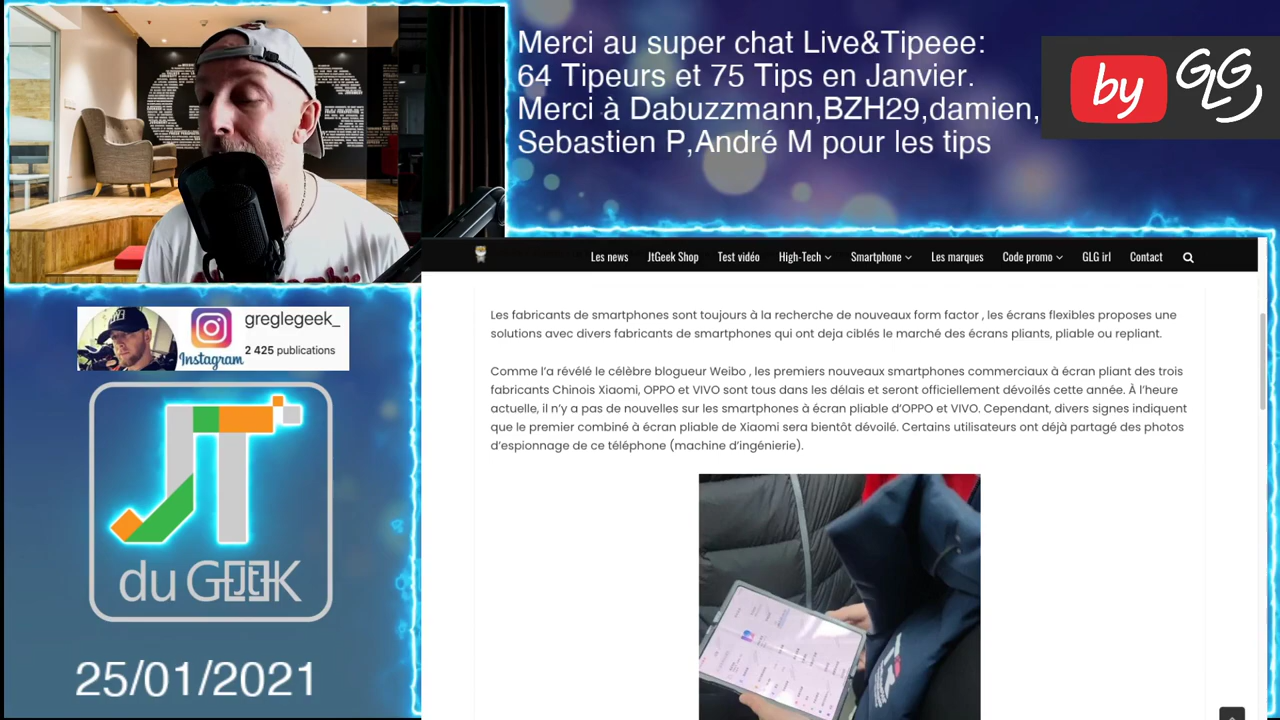 Merci au super chat Live&Tipeee:
64 Tipeurs et 75 Tips en Janvier.
Merci à Dabuzzmann BZH29,damien,
Sebastien P,Andre M pour les tips
by GLG
Les news JtGeek Shop Test vidéo High-Tech Smartphone Les marques Code promo GLG irl Contact
Les fabricants de smartphones sont toujours à la recherche de nouveaux form factor , les écrans flexibles proposes une
solutions avec divers fabricants de smartphones qui ont deja ciblés le marché des écrans pliants, pliable ou repliant.
Comme l’a révélé le célèbre blogueur Weibo , les premiers nouveaux smartphones commerciaux à écran pliant des trois
fabricants Chinois Xiaomi, OPPO et VIVO sont tous dans les délais et seront officiellement dévoilés cette année. À l’heure
actuelle, il n’y a pas de nouvelles sur les smartphones à écran pliable d’OPPO et VIVO. Cependant, divers signes indiquent
que le premier combiné à écran pliable de Xiaomi sera bientôt dévoilé. Certains utilisateurs ont déjà partagé des photos
d’espionnage de ce téléphone (machine d’ingénierie).
greglegeek_
2 425 publications
Instagram
JT
du GEEK
25/01/2021